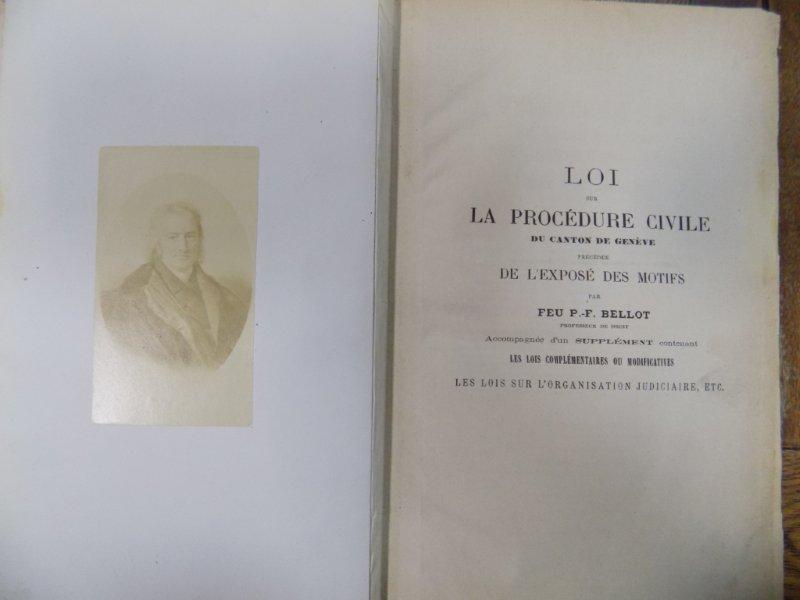 LOI
SUR
LA PROCÉDURE CIVILE
DU CANTON DE GENÈVE
PRÉCÉDÉE
DE L'EXPOSÉ DES MOTIFS
PAR
FEU P.-F. BELLOT
PROFESSEUR DE DROIT
Accompagnée d'un SUPPLÉMENT contenant
LES LOIS COMPLÉMENTAIRES OU MODIFICATIVES
LES LOIS SUR L'ORGANISATION JUDICIAIRE, ETC.